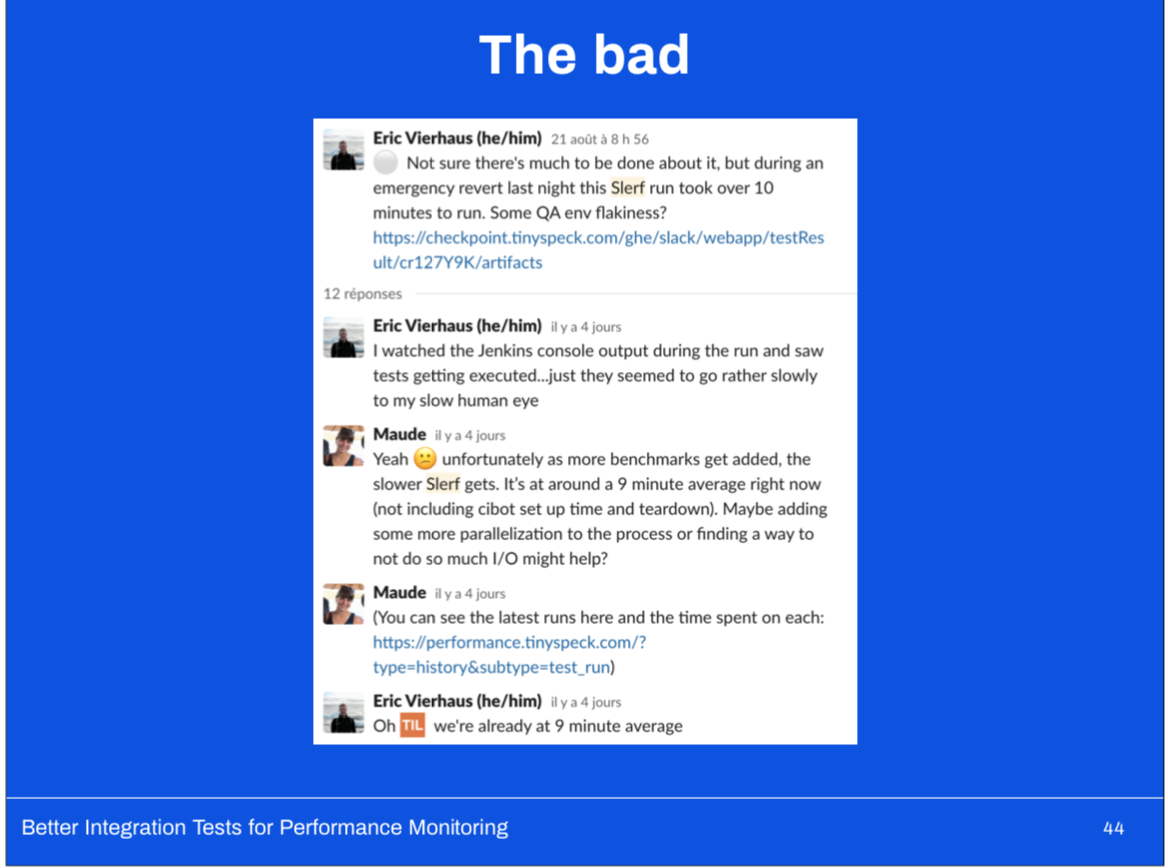 The bad
Eric Vierhaus (he/him) 21 août à 8 h 56
Not sure there's much to be done about it, but during an
emergency revert last night this Slerf run took over 10
minutes to run. Some QA env flakiness?
https://checkpoint.tinyspeck.com/ghe/slack/webapp/testRes
ult/cr127Y9K/artifacts
12 réponses
Eric Vierhaus (he/him) il y a 4 jours
I watched the Jenkins console output during the run and saw
tests getting executed...just they seemed to go rather slowly
to my slow human eye
Maude il y a 4 jours
Yeah 😕 unfortunately as more benchmarks get added, the
slower Slerf gets. It's at around a 9 minute average right now
(not including cibot set up time and teardown). Maybe adding
some more parallelization to the process or finding a way to
not do so much I/O might help?
Maude il y a 4 jours
(You can see the latest runs here and the time spent on each:
https://performance.tinyspeck.com/?
type=history&subtype=test_run)
Eric Vierhaus (he/him) il y a 4 jours
Oh TIL we're already at 9 minute average
Better Integration Tests for Performance Monitoring
44